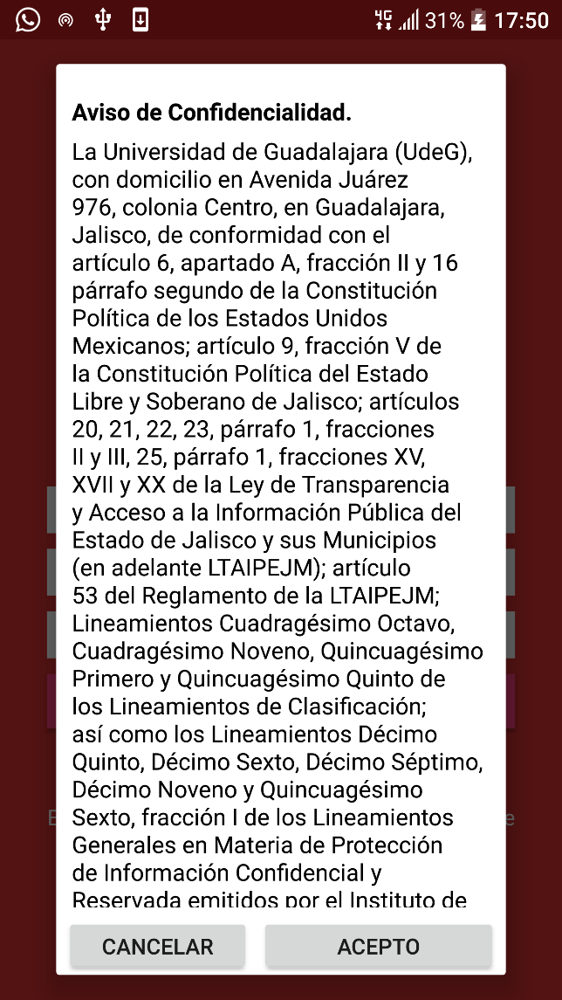 4G 31% 17:50
Aviso de Confidencialidad.
La Universidad de Guadalajara (UdeG),
con domicilio en Avenida Juárez
976, colonia Centro, en Guadalajara,
Jalisco, de conformidad con el
artículo 6, apartado A, fracción II y 16
párrafo segundo de la Constitución
Política de los Estados Unidos
Mexicanos; artículo 9, fracción V de
la Constitución Política del Estado
Libre y Soberano de Jalisco; artículos
20, 21, 22, 23, párrafo 1, fracciones
II y III, 25, párrafo 1, fracciones XV,
XVII y XX de la Ley de Transparencia
y Acceso a la Información Pública del
Estado de Jalisco y sus Municipios
(en adelante LTAIPEJM); artículo
53 del Reglamento de la LTAIPEJM;
Lineamientos Cuadragésimo Octavo,
Cuadragésimo Noveno, Quincuagésimo
Primero y Quincuagésimo Quinto de
los Lineamientos de Clasificación;
así como los Lineamientos Décimo
Quinto, Décimo Sexto, Décimo Séptimo,
Décimo Noveno y Quincuagésimo
Sexto, fracción I de los Lineamientos
Generales en Materia de Protección
de Información Confidencial y
Reservada emitidos por el Instituto de
CANCELAR ACEPTO